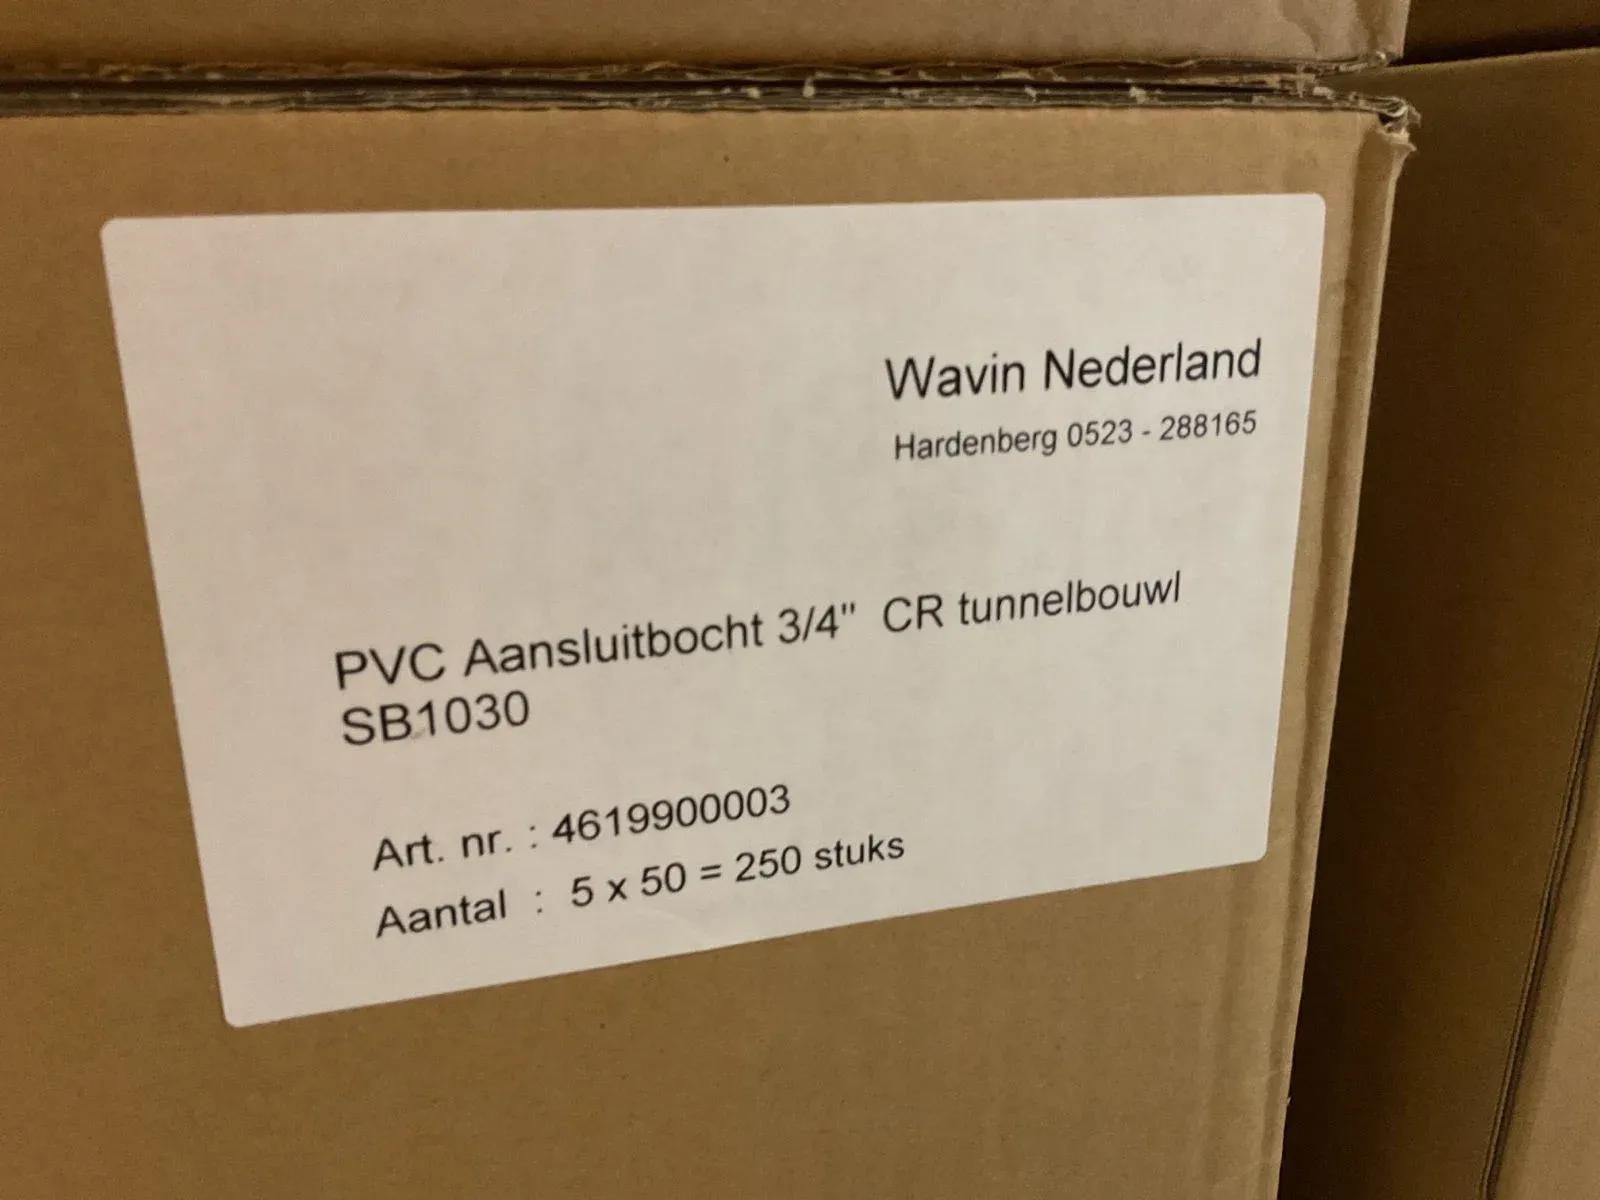 Wavin Nederland
Hardenberg 0523 - 288165
PVC Aansluitbocht 3/4" CR tunnelbouwl
SB1030
Art. nr. : 4619900003
Aantal : 5 x 50 = 250 stuks